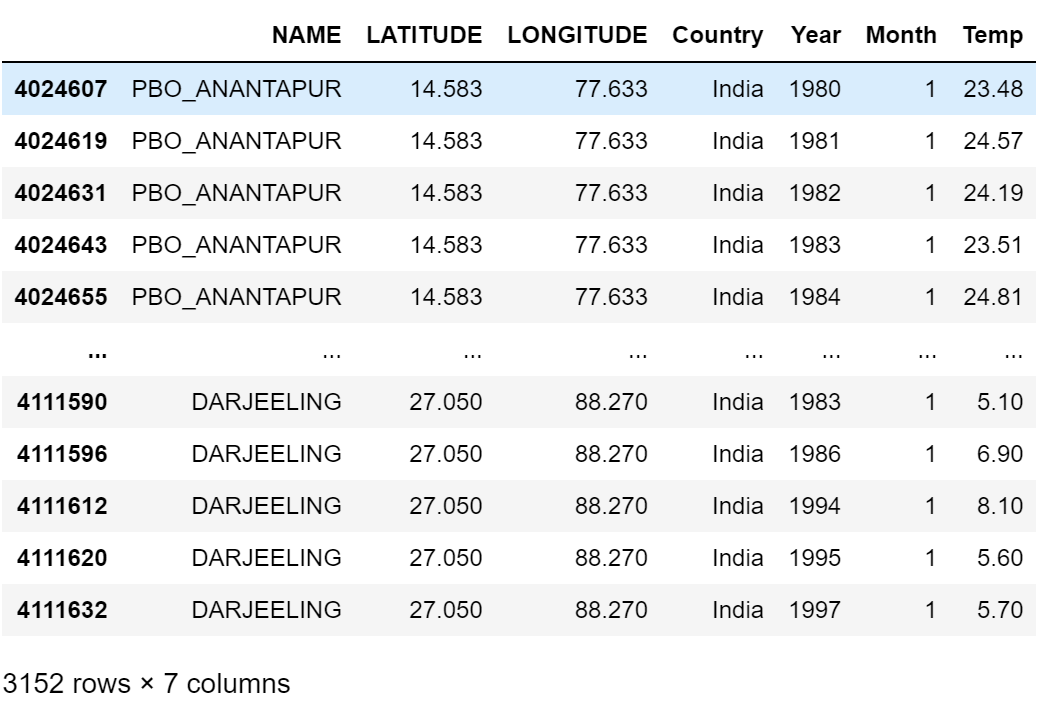 NAME LATITUDE LONGITUDE Country Year Month Temp
4024607 PBO_ANANTAPUR 14.583 77.633 India 1980 1 23.48
4024619 PBO_ANANTAPUR 14.583 77.633 India 1981 1 24.57
4024631 PBO_ANANTAPUR 14.583 77.633 India 1982 1 24.19
4024643 PBO_ANANTAPUR 14.583 77.633 India 1983 1 23.51
4024655 PBO_ANANTAPUR 14.583 77.633 India 1984 1 24.81
... ... ... ... ... ... ... ...
4111590 DARJEELING 27.050 88.270 India 1983 1 5.10
4111596 DARJEELING 27.050 88.270 India 1986 1 6.90
4111612 DARJEELING 27.050 88.270 India 1994 1 8.10
4111620 DARJEELING 27.050 88.270 India 1995 1 5.60
4111632 DARJEELING 27.050 88.270 India 1997 1 5.70
3152 rows × 7 columns